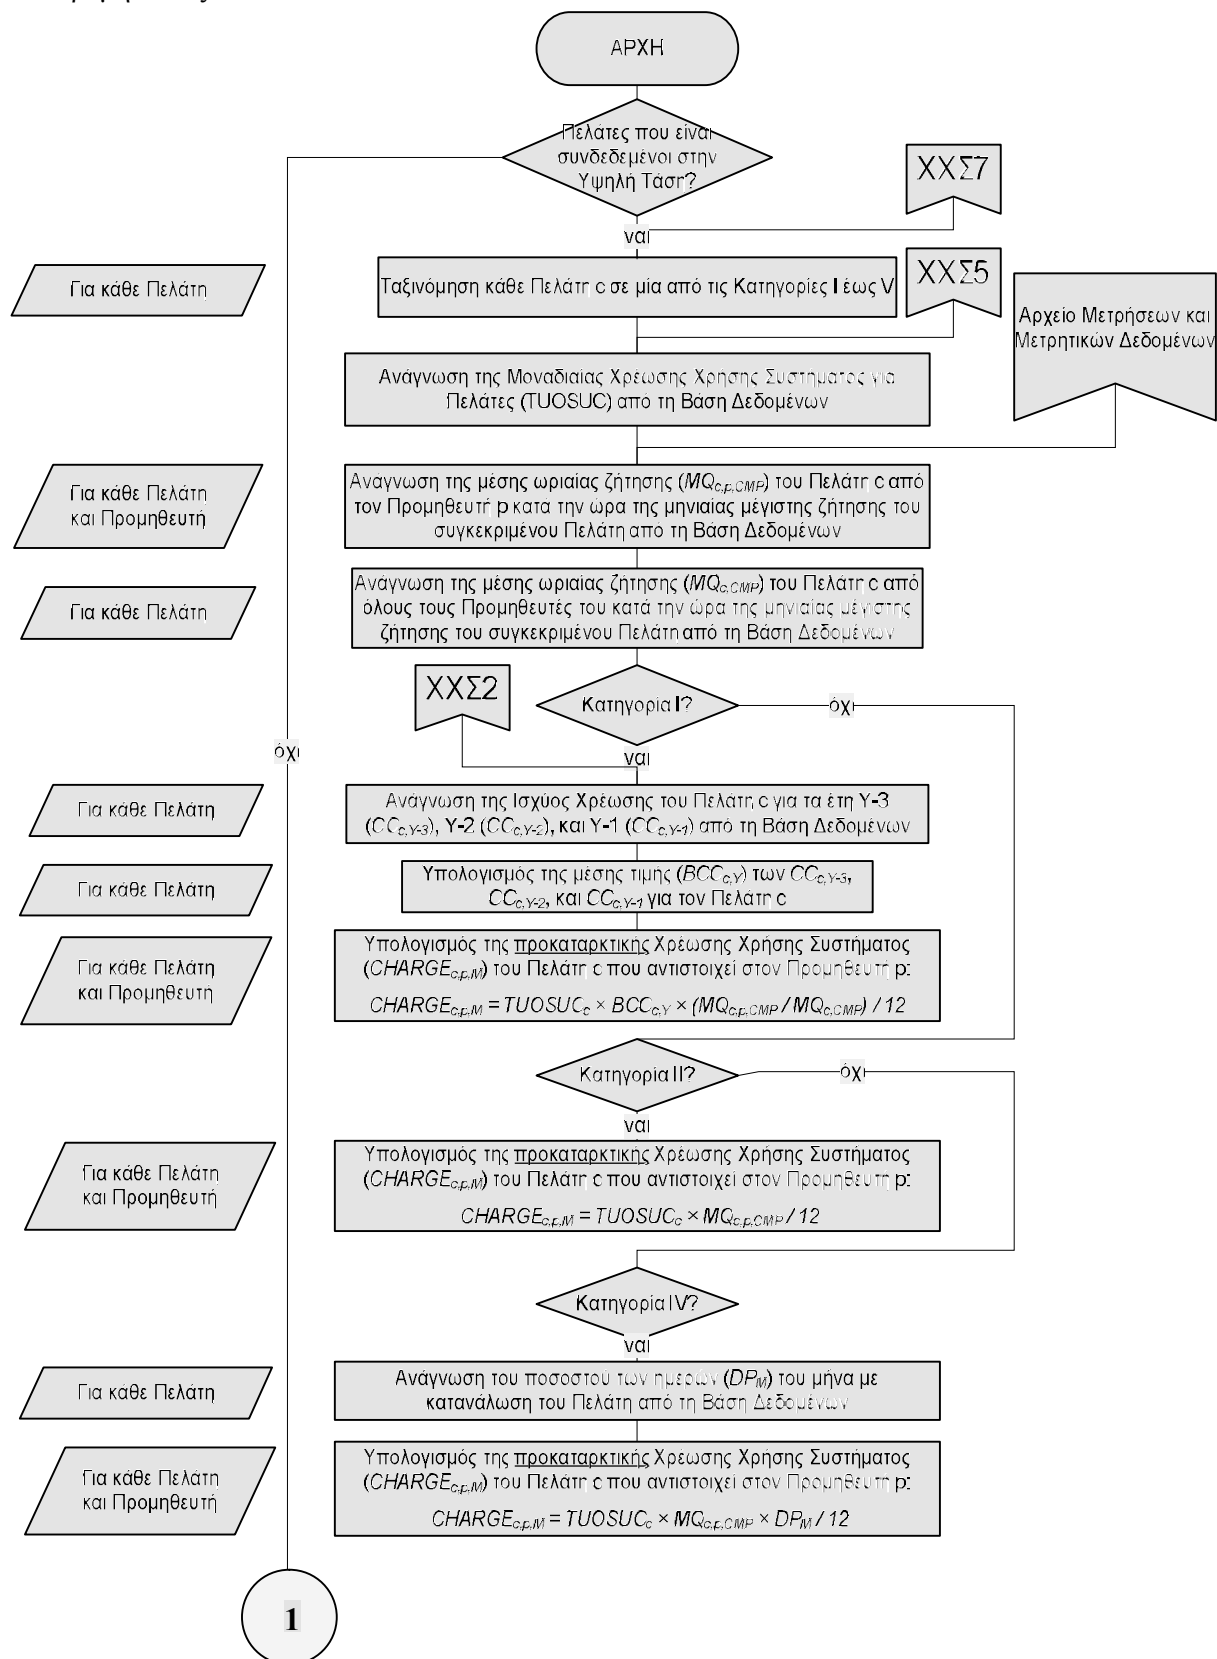 ΑΡΧΗ
Πελάτες που είναι
συνδεδεμένοι στην
Υψηλή Τάση?
ΧΧΣ7
ναι
Για κάθε Πελάτη
Ταξινόμηση κάθε Πελάτη c σε μία από τις Κατηγορίες I έως V
ΧΧΣ5
Αρχείο Μετρήσεων και
Μετρητικών Δεδομένων
Ανάγνωση της Μοναδιαίας Χρέωσης Χρησης Συστήματος για
Πελάτες (TUOSUC) από τη Βάση Δεδομένων
Για κάθε Πελάτη
και Προμηθευτή
Ανάγνωση της μέσης ωριαίας ζήτησης (MQc,p,CMP) του Πελάτη c από
τον Προμηθευτή p κατα την ώρα της μηνιαίας μέγιστης ζήτησης του
συγκεκριμένου Πελάτη από τη Βάση Δεδομένων
Για κάθε Πελάτη
Ανάγνωση της μέσης ωριαίας ζήτησης (MQc,CMP) του Πελάτη c από
όλους τους Προμηθευτές του κατά την ώρα της μηνιαίας μέγιστης
ζήτησης του συγκεκριμένου Πελάτη από τη Βάση Δεδομένων
ΧΧΣ2
Κατηγορία I?
όχι
ναι
όχι
Για κάθε Πελάτη
Ανάγνωση της Ισχύος Χρέωσης του Πελάτη c για τα έτη Y-3
(CCc,Y-3), Y-2 (CCc,Y-2), και Y-1 (CCc,Y-1) από τη Βάση Δεδομένων
Για κάθε Πελάτη
Υπολογισμός της μέσης τιμής (BCCc,Y) των CCc,Y-3,
CCc,Y-2, και CCc,Y-1 για τον Πελάτη c
Για κάθε Πελάτη
και Προμηθευτή
Υπολογισμός της προκαταρκτικής Χρέωσης Χρήσης Συστήματος
(CHARGEc,p,M) του Πελάτη c που αντιστοιχεί στον Προμηθευτή p:
CHARGEc,p,M = TUOSUCc × BCCc,Y × (MQc,p,CMP / MQc,CMP) / 12
Κατηγορία II?
όχι
ναι
Για κάθε Πελάτη
και Προμηθευτή
Υπολογισμός της προκαταρκτικής Χρέωσης Χρήσης Συστήματος
(CHARGEc,p,M) του Πελάτη c που αντιστοιχεί στον Προμηθευτή p:
CHARGEc,p,M = TUOSUCc × MQc,p,CMP / 12
Κατηγορία IV?
ναι
Για κάθε Πελάτη
Ανάγνωση του ποσοστού των ημερών (DPM) του μήνα με
κατανάλωση του Πελάτη από τη Βάση Δεδομένων
Για κάθε Πελάτη
και Προμηθευτή
Υπολογισμός της προκαταρκτικής Χρέωσης Χρήσης Συστήματος
(CHARGEc,p,M) του Πελάτη c που αντιστοιχεί στον Προμηθευτή p:
CHARGEc,p,M = TUOSUCc × MQc,p,CMP × DPM / 12
1